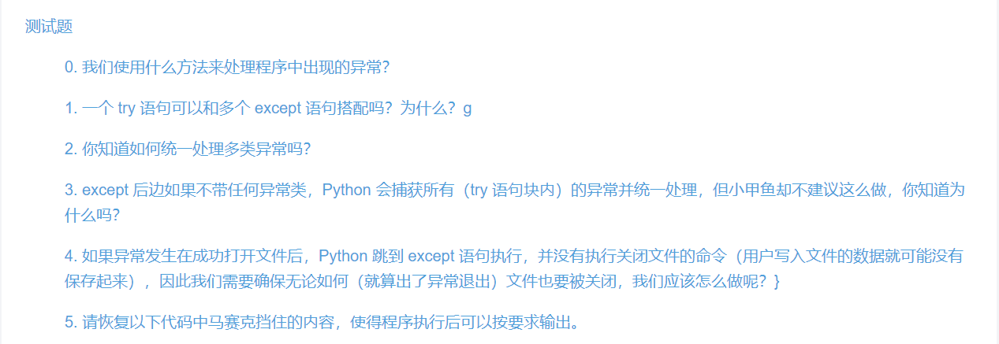 测试题
0. 我们使用什么方法来处理程序中出现的异常？
1. 一个 try 语句可以和多个 except 语句搭配吗？为什么？g
2. 你知道如何统一处理多类异常吗？
3. except 后边如果不带任何异常类，Python 会捕获所有（try 语句块内）的异常并统一处理，但小甲鱼却不建议这么做，你知道为
什么吗？
4. 如果异常发生在成功打开文件后，Python 跳到 except 语句执行，并没有执行关闭文件的命令（用户写入文件的数据就可能没有
保存起来），因此我们需要确保无论如何（就算出了异常退出）文件也要被关闭，我们应该怎么做呢？}
5. 请恢复以下代码中马赛克挡住的内容，使得程序执行后可以按要求输出。